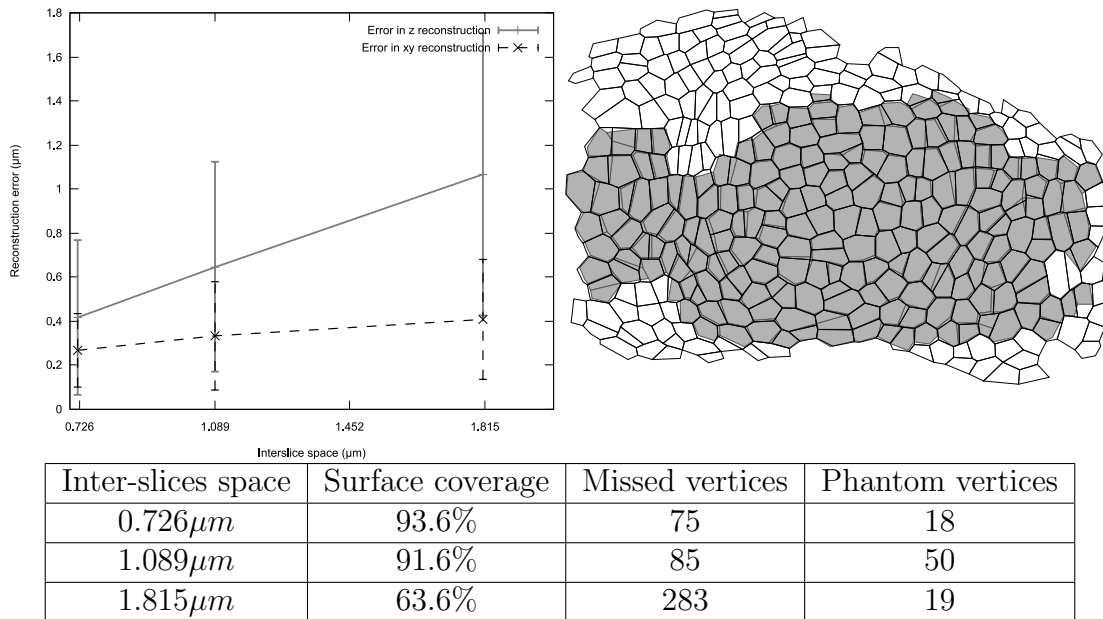 1.8
1.6
1.4
1.2
1
0.8
0.6
0.4
0.2
0
Reconstruction error (μm)
Error in z reconstruction
Error in xy reconstruction
0.726 1.089 1.452 1.815
Interslice space (μm)
Inter-slices space Surface coverage Missed vertices Phantom vertices
0.726μm 93.6% 75 18
1.089μm 91.6% 85 50
1.815μm 63.6% 283 19